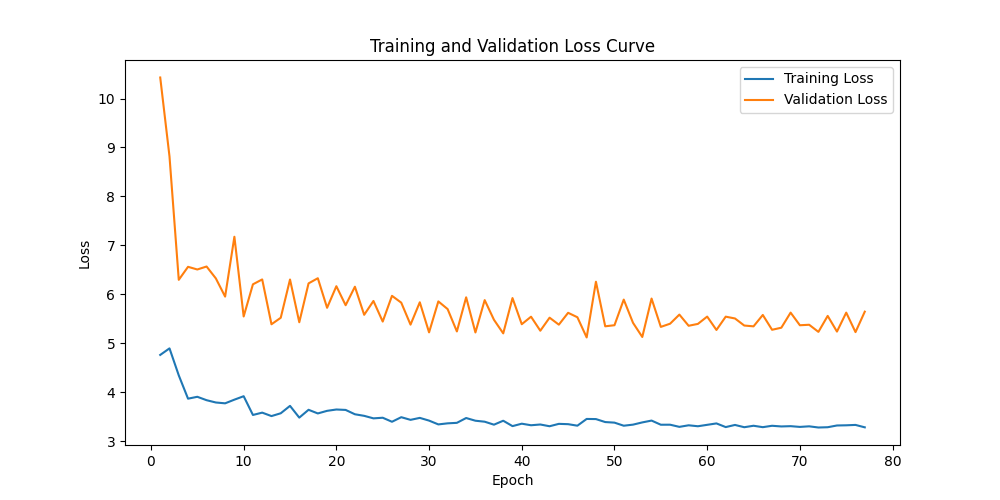 Training and Validation Loss Curve
Training Loss
Validation Loss
Loss
10
9
8
7
6
5
4
3
0 10 20 30 40 50 60 70 80
Epoch